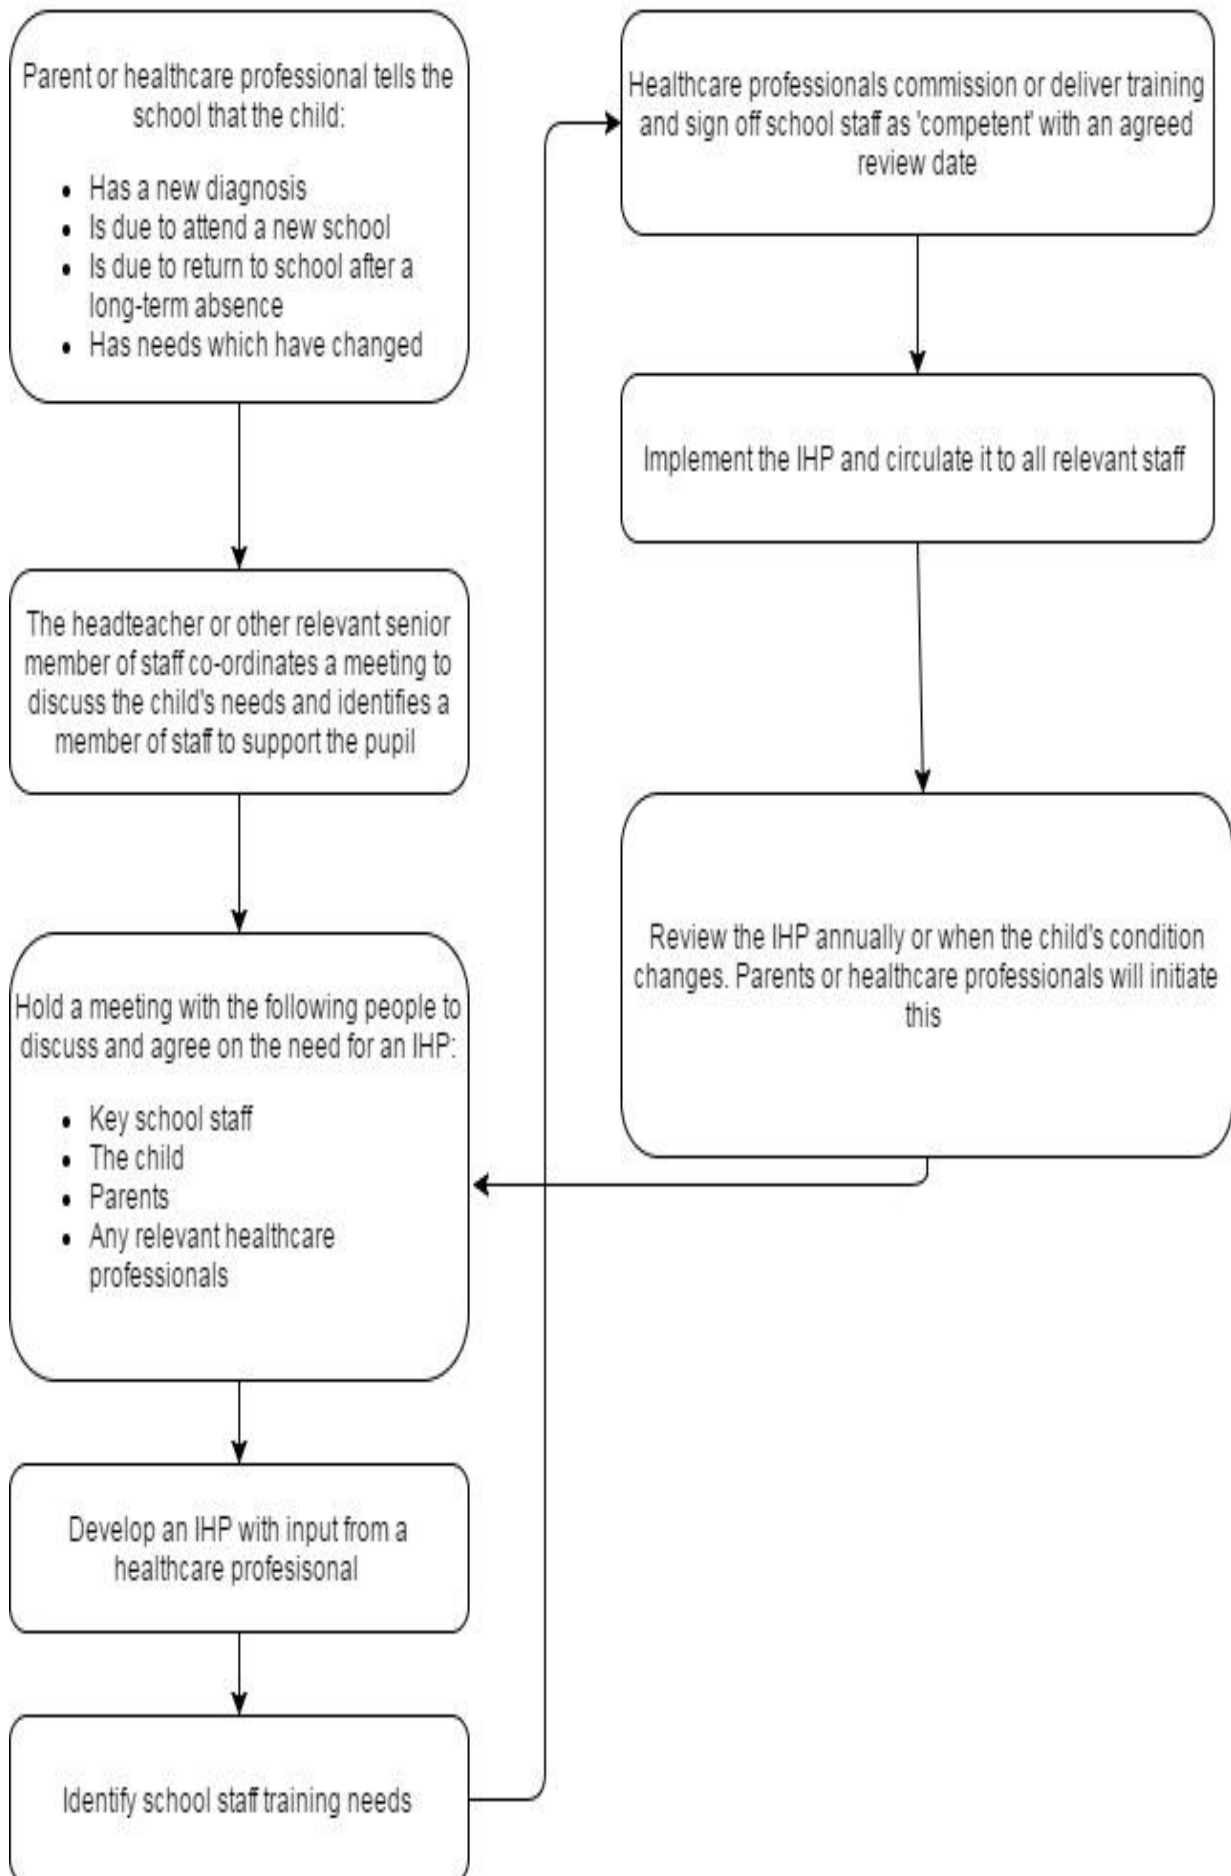 Parent or healthcare professional tells the
school that the child:
• Has a new diagnosis
• Is due to attend a new school
• Is due to return to school after a
long-term absence
• Has needs which have changed
The headteacher or other relevant senior
member of staff co-ordinates a meeting to
discuss the child's needs and identifies a
member of staff to support the pupil
Hold a meeting with the following people to
discuss and agree on the need for an IHP:
• Key school staff
• The child
• Parents
• Any relevant healthcare
professionals
Develop an IHP with input from a
healthcare profesisonal
Identify school staff training needs
Healthcare professionals commission or deliver training
and sign off school staff as 'competent' with an agreed
review date
Implement the IHP and circulate it to all relevant staff
Review the IHP annually or when the child's condition
changes. Parents or healthcare professionals will initiate
this